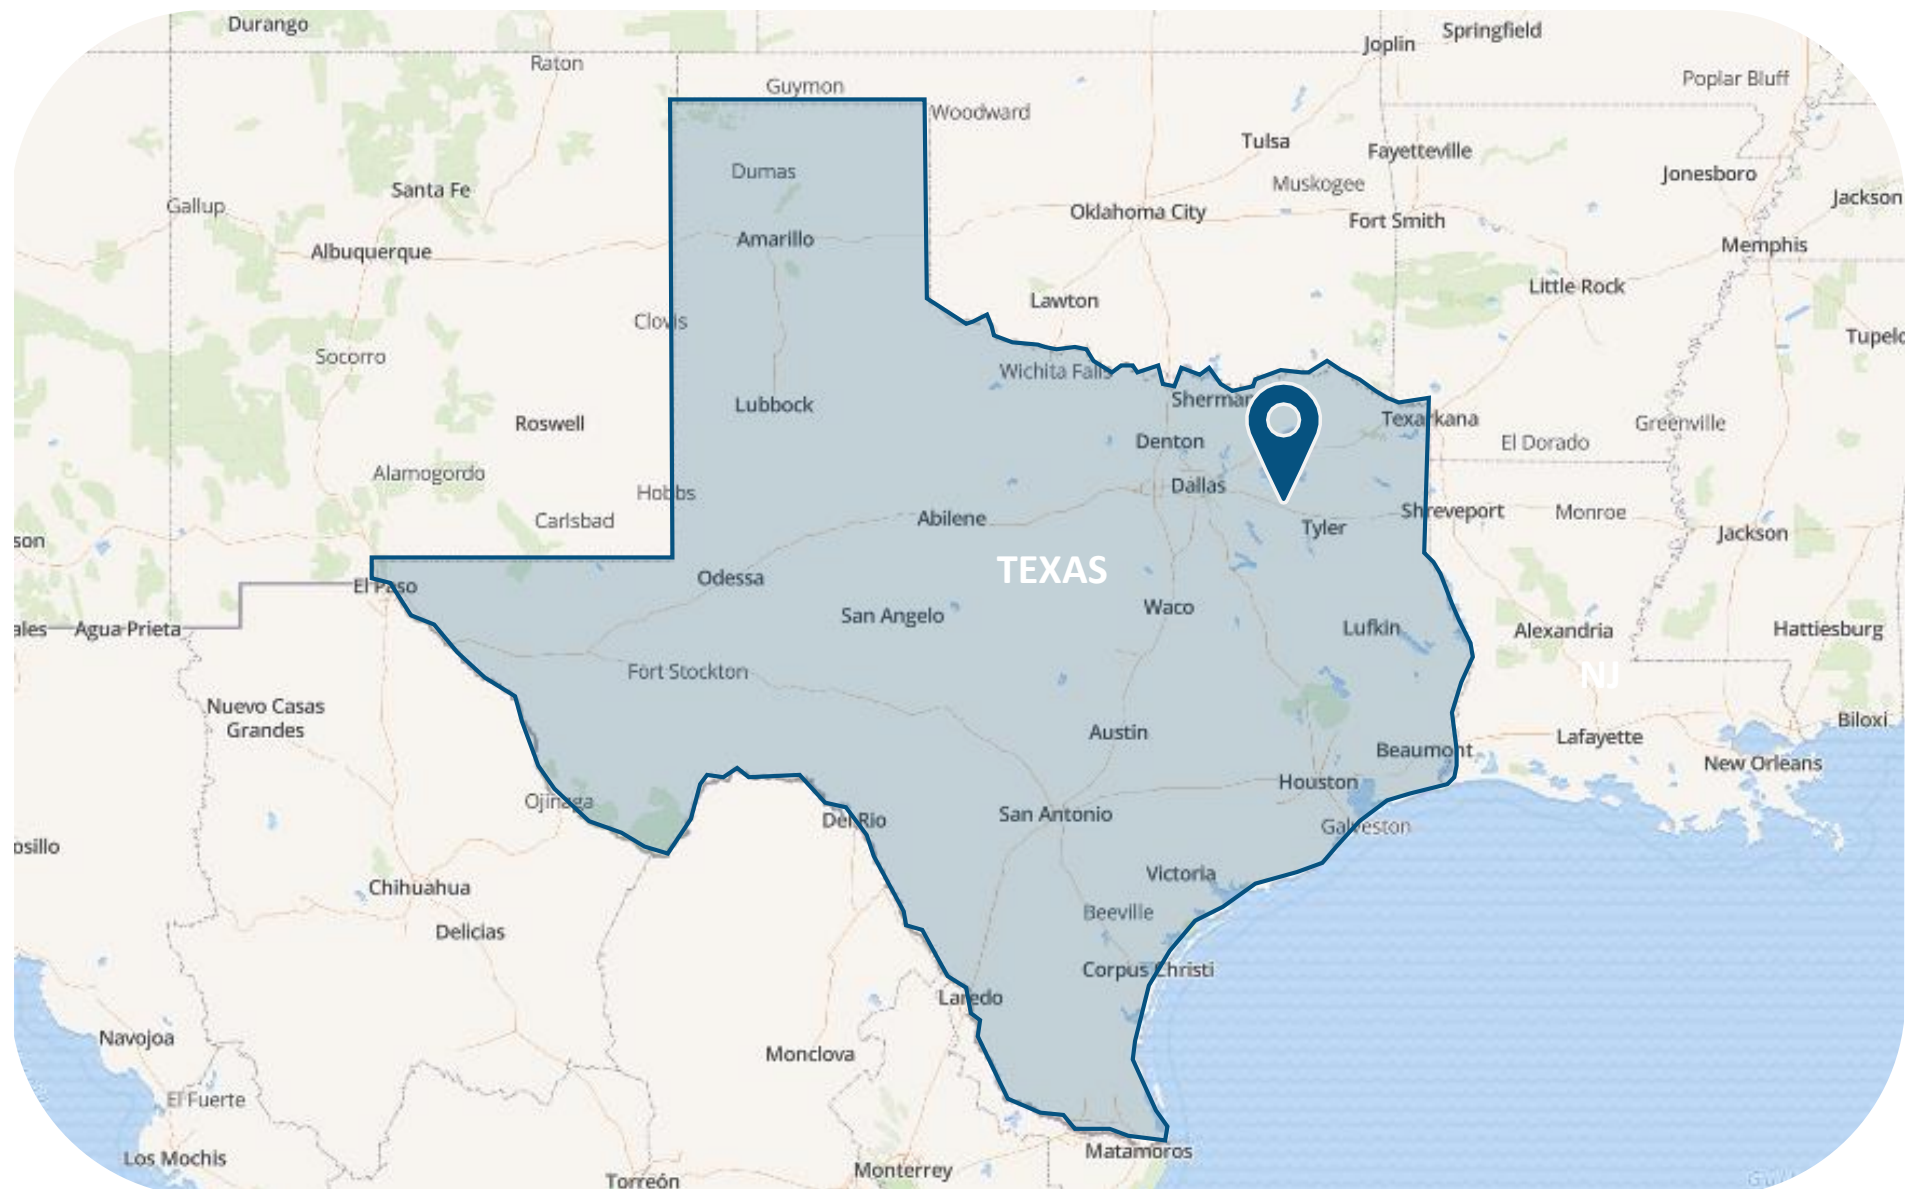 Durango
Springfield
Joplin
Raton
Poplar Bluff
Guymon
Woodward
Tulsa
Fayetteville
Dumas
Jonesboro
Muskogee
Santa Fe
Jackson
Gallup
Oklahoma City
Fort Smith
Amarillo
Memphis
Albuquerque
Little Rock
Lawton
Clovis
Tupelo
Socorro
Wichita Falls
Sherman
Lubbock
Texarkana
Roswell
Greenville
Denton
El Dorado
Alamogordo
Dallas
Hobbs
Shreveport
Monroe
Abilene
Carlsbad
Tyler
Jackson
son
TEXAS
Odessa
El Paso
Waco
San Angelo
ales
Agua Prieta
Lufkin
Alexandria
Hattiesburg
Fort Stockton
NJ
Nuevo Casas
Grandes
Biloxi
Austin
Lafayette
Beaumont
New Orleans
Houston
Ojinaga
San Antonio
Del Rio
Galveston
osillo
Victoria
Chihuahua
Beeville
Delicias
Corpus Christi
Laredo
Navojoa
Monclova
El Fuerte
Matamoros
Los Mochis
Monterrey
Torreón